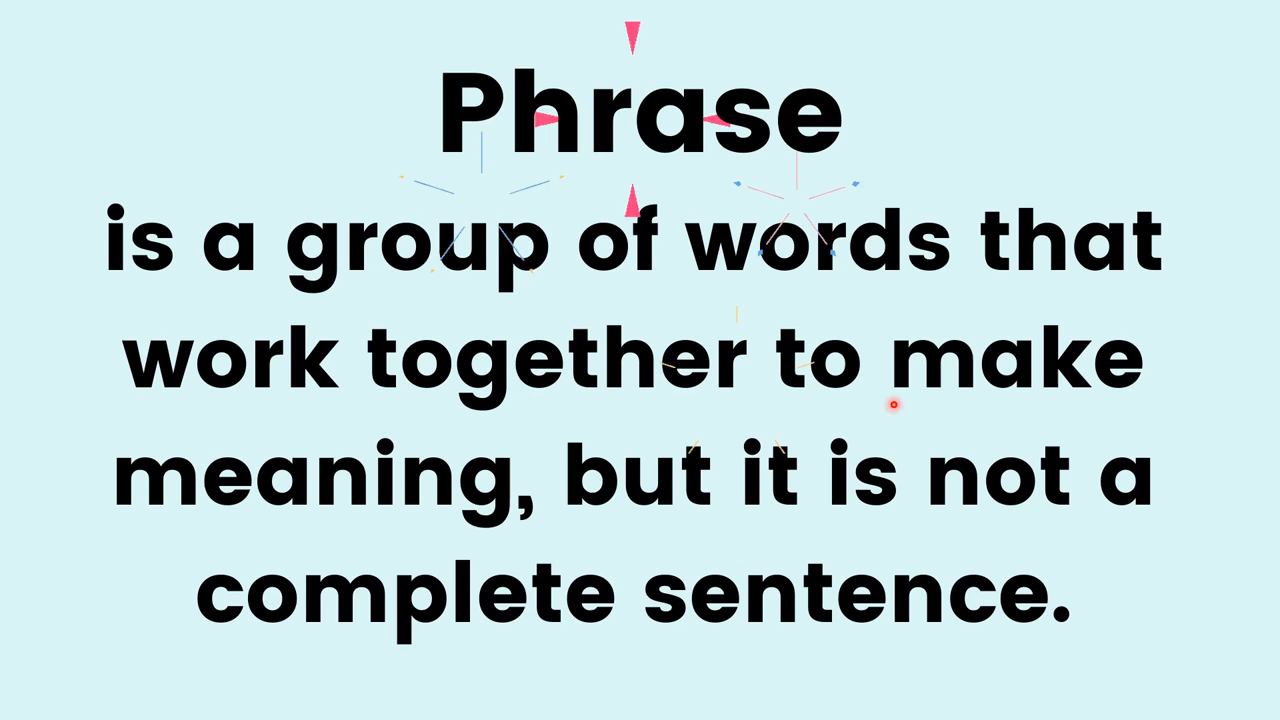 Phrase
is a group of words that
work together to make
meaning, but it is not a
complete sentence.